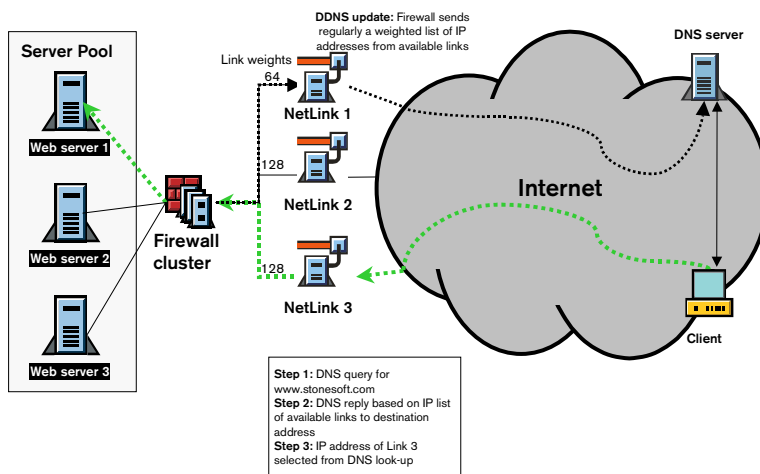 DDNS update: Firewall sends
regularly a weighted list of IP
addresses from available links
Server Pool
DNS server
Link weights
64
NetLink 1
Web server 1
128
Internet
NetLink 2
Firewall
cluster
Web server 2
128
NetLink 3
Client
Web server 3
Step 1: DNS query for
www.stonesoft.com
Step 2: DNS reply based on IP list
of available links to destination
address
Step 3: IP address of Link 3
selected from DNS look-up